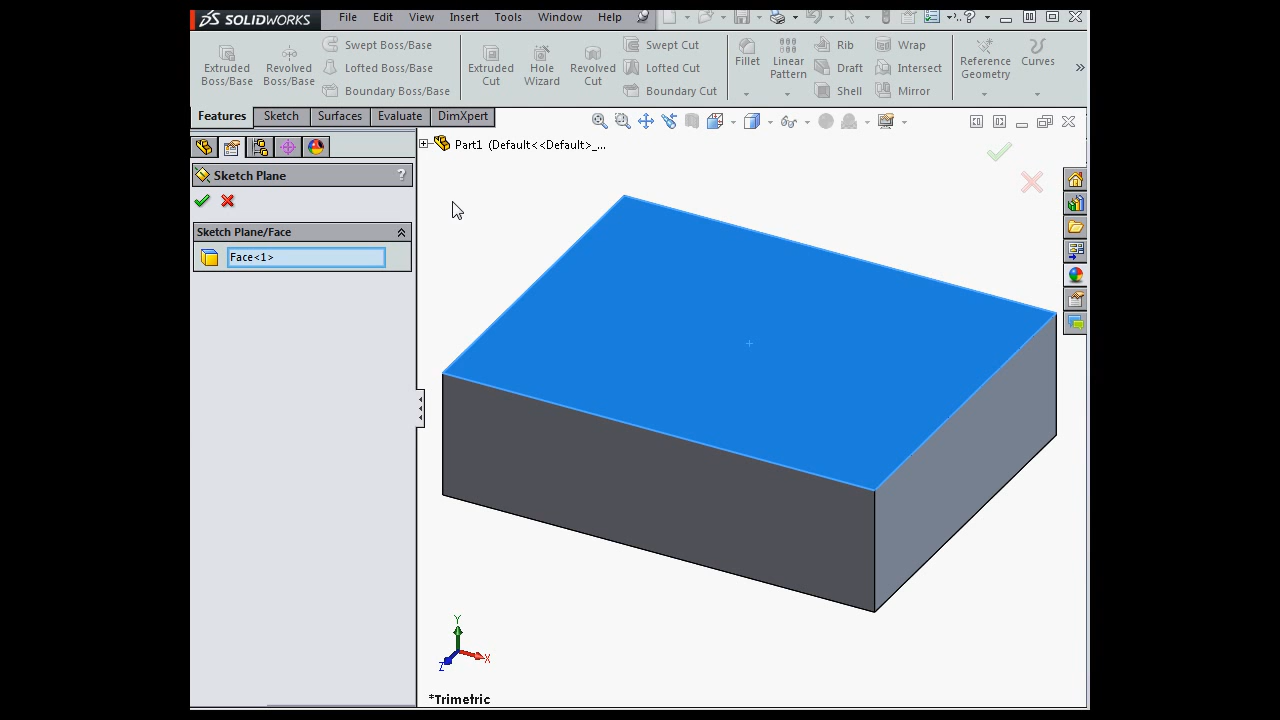 SOLIDWORKS File Edit View Insert Tools Window Help
Extruded Boss/Base
Revolved Boss/Base
Swept Boss/Base
Lofted Boss/Base
Boundary Boss/Base
Extruded Cut
Hole Wizard
Revolved Cut
Swept Cut
Lofted Cut
Boundary Cut
Fillet
Linear Pattern
Rib
Draft
Shell
Wrap
Intersect
Mirror
Reference Geometry
Curves
Features Sketch Surfaces Evaluate DimXpert
Part1 (Default<<Default>_...
Sketch Plane ?
Sketch Plane/Face
Face<1>
Y
X
Z
*Trimetric